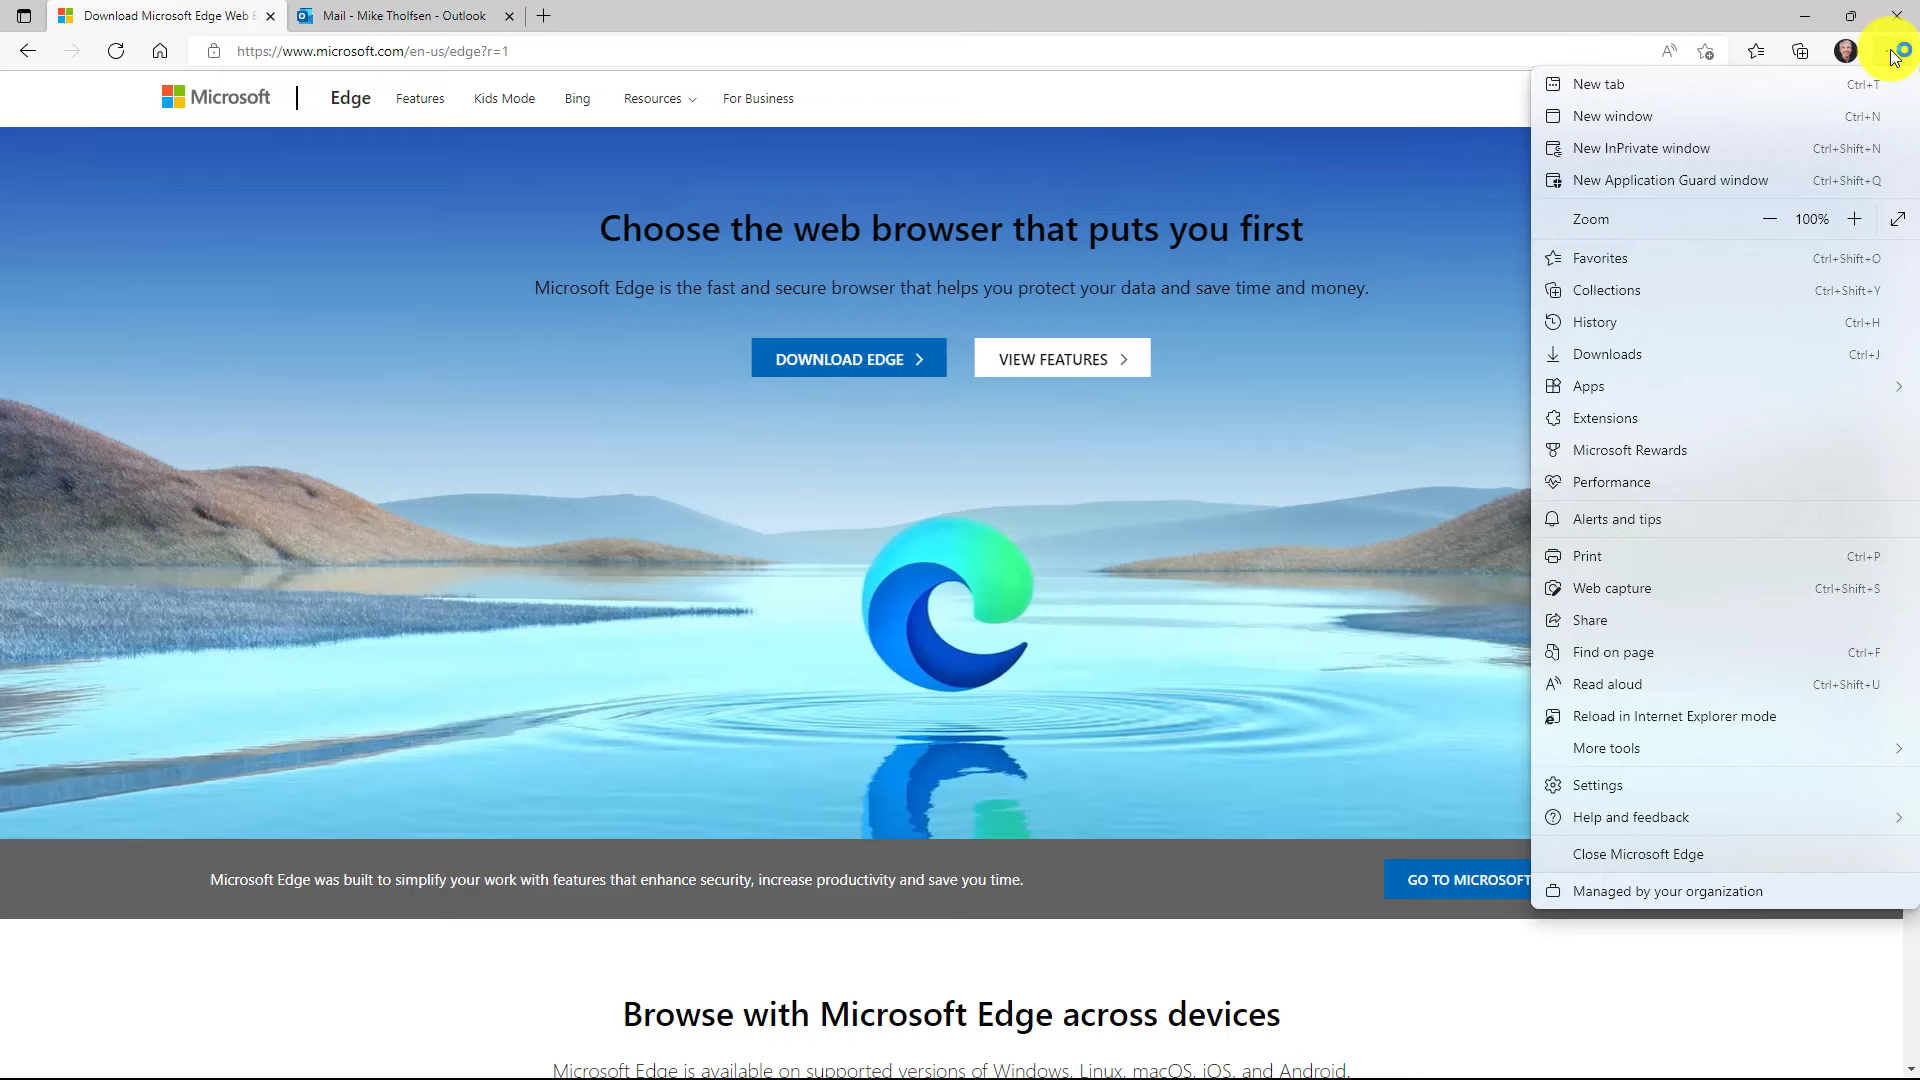 Download Microsoft Edge Web B
Mail - Mike Tholfsen - Outlook
https://www.microsoft.com/en-us/edge?r=1
Microsoft
Edge
Features
Kids Mode
Bing
Resources
For Business
Choose the web browser that puts you first
Microsoft Edge is the fast and secure browser that helps you protect your data and save time and money.
DOWNLOAD EDGE
VIEW FEATURES
Microsoft Edge was built to simplify your work with features that enhance security, increase productivity and save you time.
GO TO MICROSOFT
Browse with Microsoft Edge across devices
Microsoft Edge is available on supported versions of Windows, Linux, macOS, iOS, and Android.
New tab Ctrl+T
New window Ctrl+N
New InPrivate window Ctrl+Shift+N
New Application Guard window Ctrl+Shift+Q
Zoom 100%
Favorites Ctrl+Shift+O
Collections Ctrl+Shift+Y
History Ctrl+H
Downloads Ctrl+J
Apps
Extensions
Microsoft Rewards
Performance
Alerts and tips
Print Ctrl+P
Web capture Ctrl+Shift+S
Share
Find on page Ctrl+F
Read aloud Ctrl+Shift+U
Reload in Internet Explorer mode
More tools
Settings
Help and feedback
Close Microsoft Edge
Managed by your organization